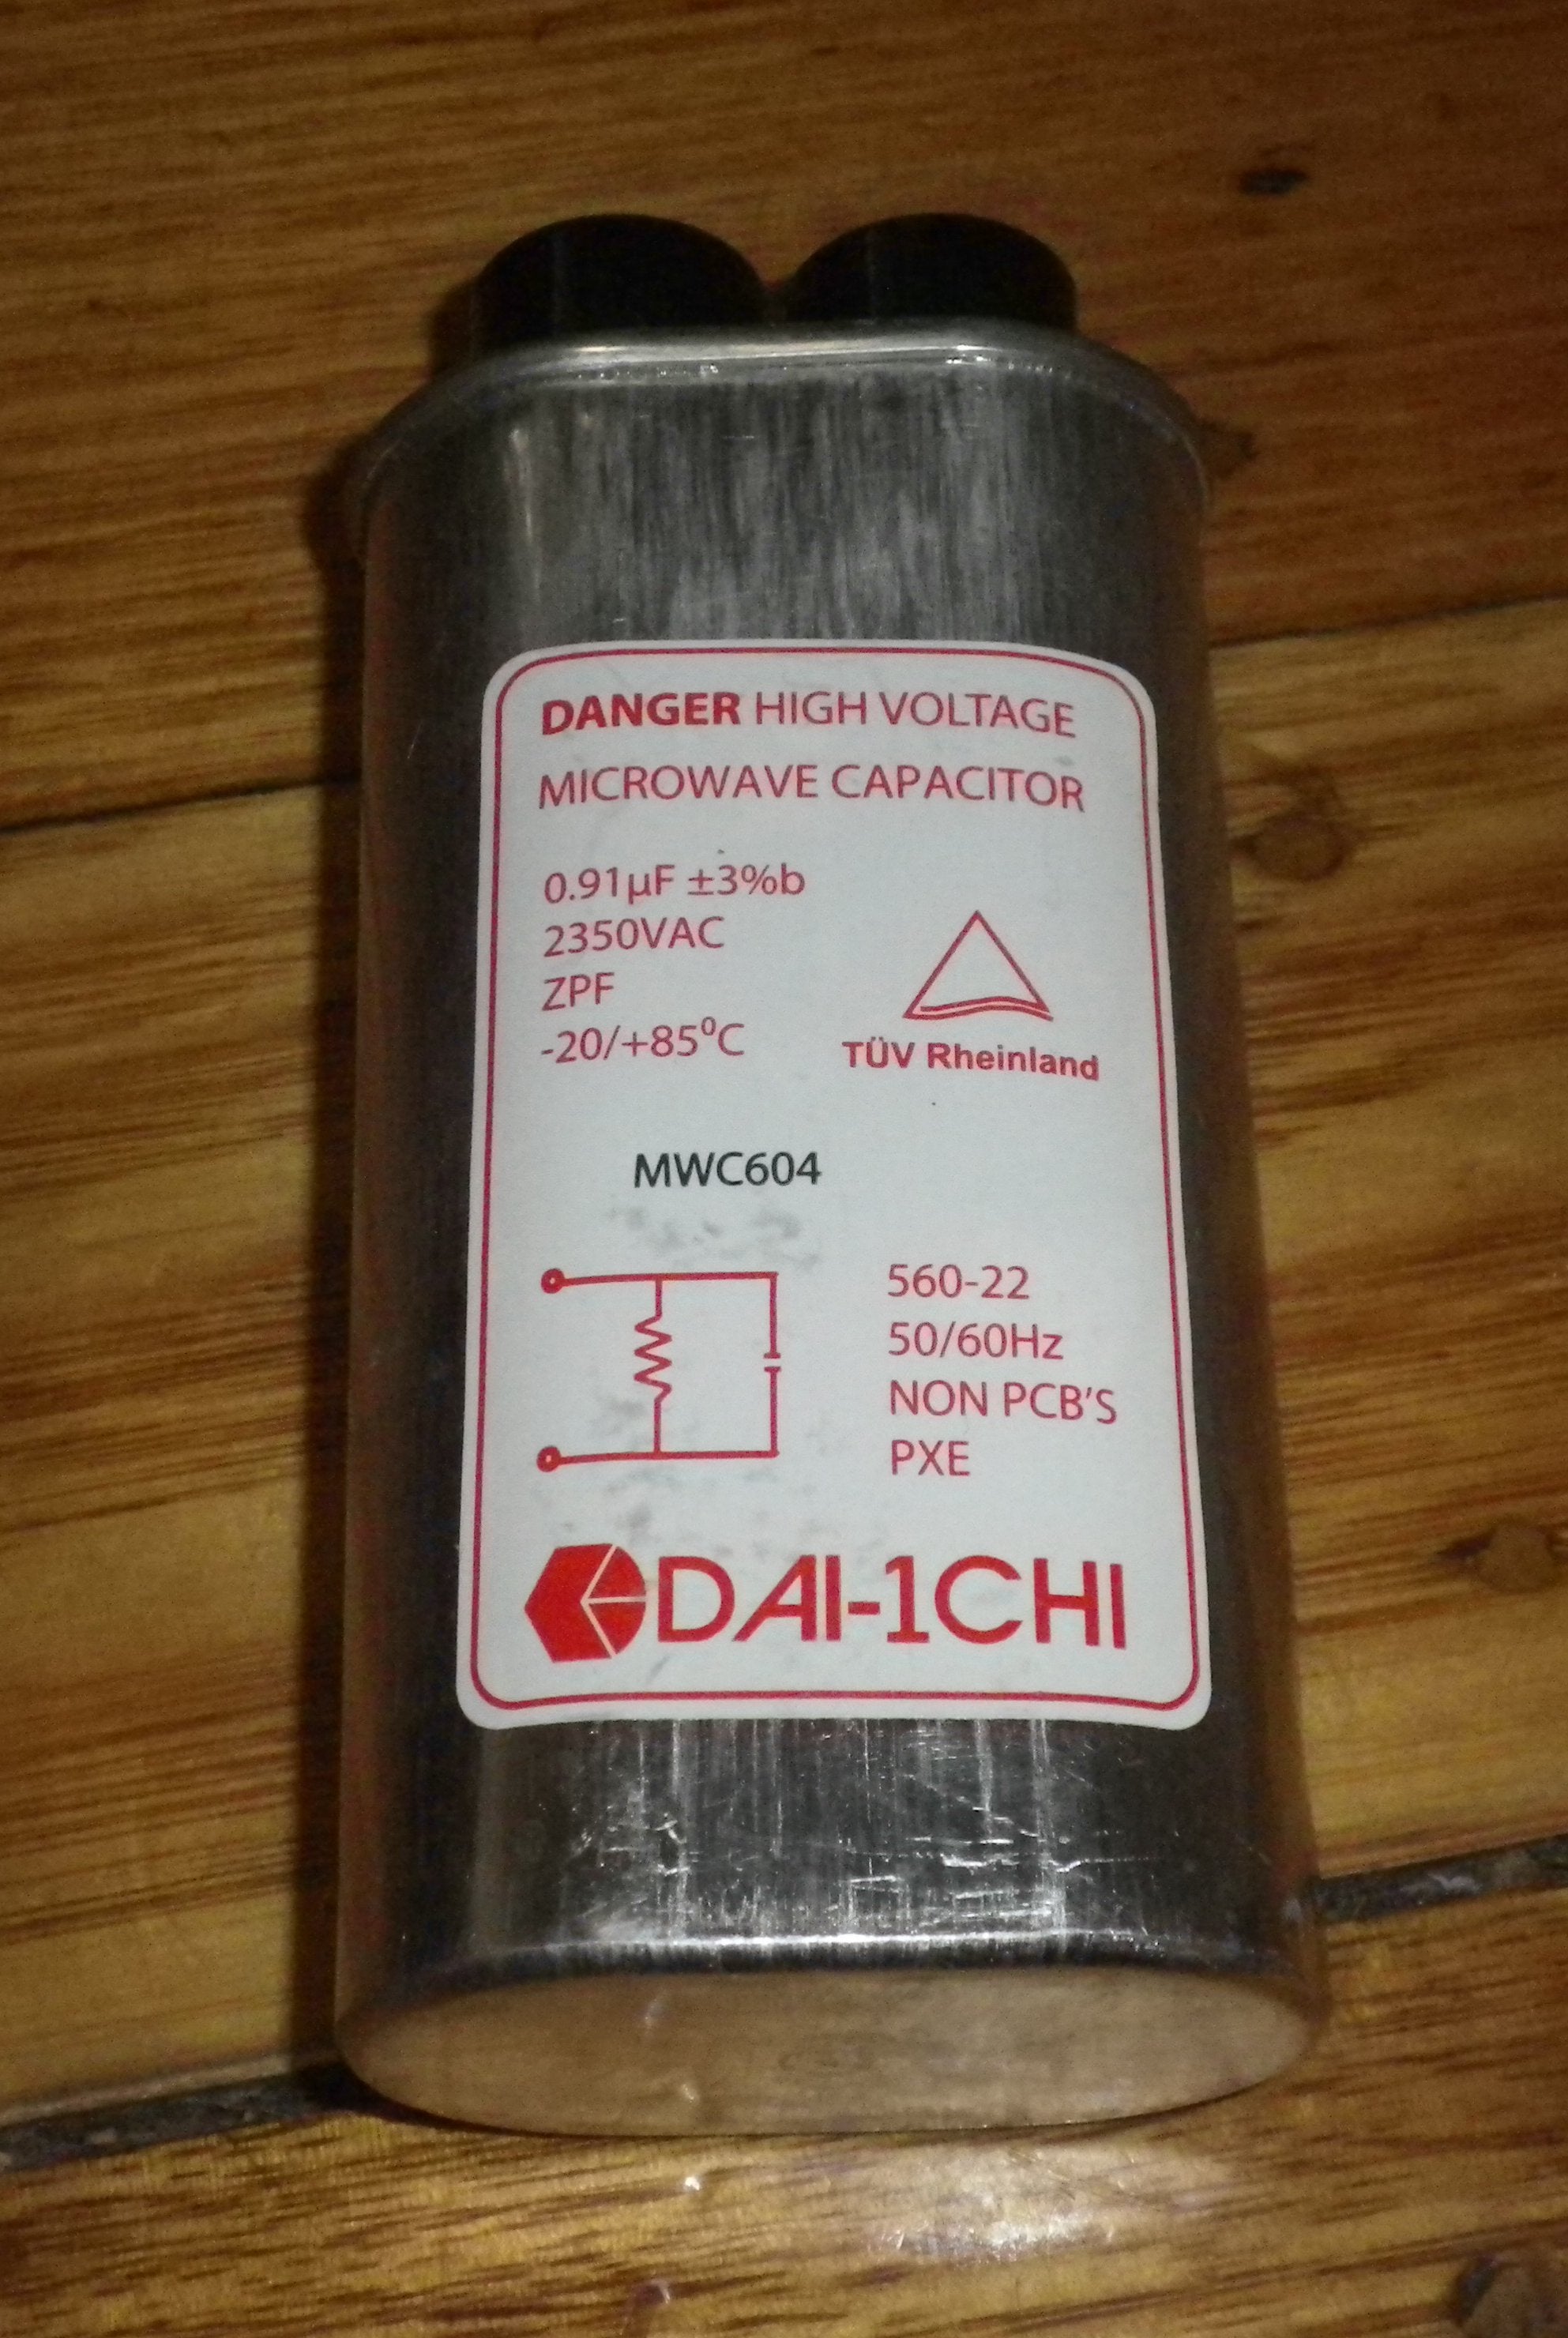 DANGER HIGH VOLTAGE
MICROWAVE CAPACITOR
0.91µF ±3%b
2350VAC
ZPF
-20/+85⁰C
TÜV Rheinland
MWC604
560-22
50/60Hz
NON PCB'S
PXE
DAI-1CHI